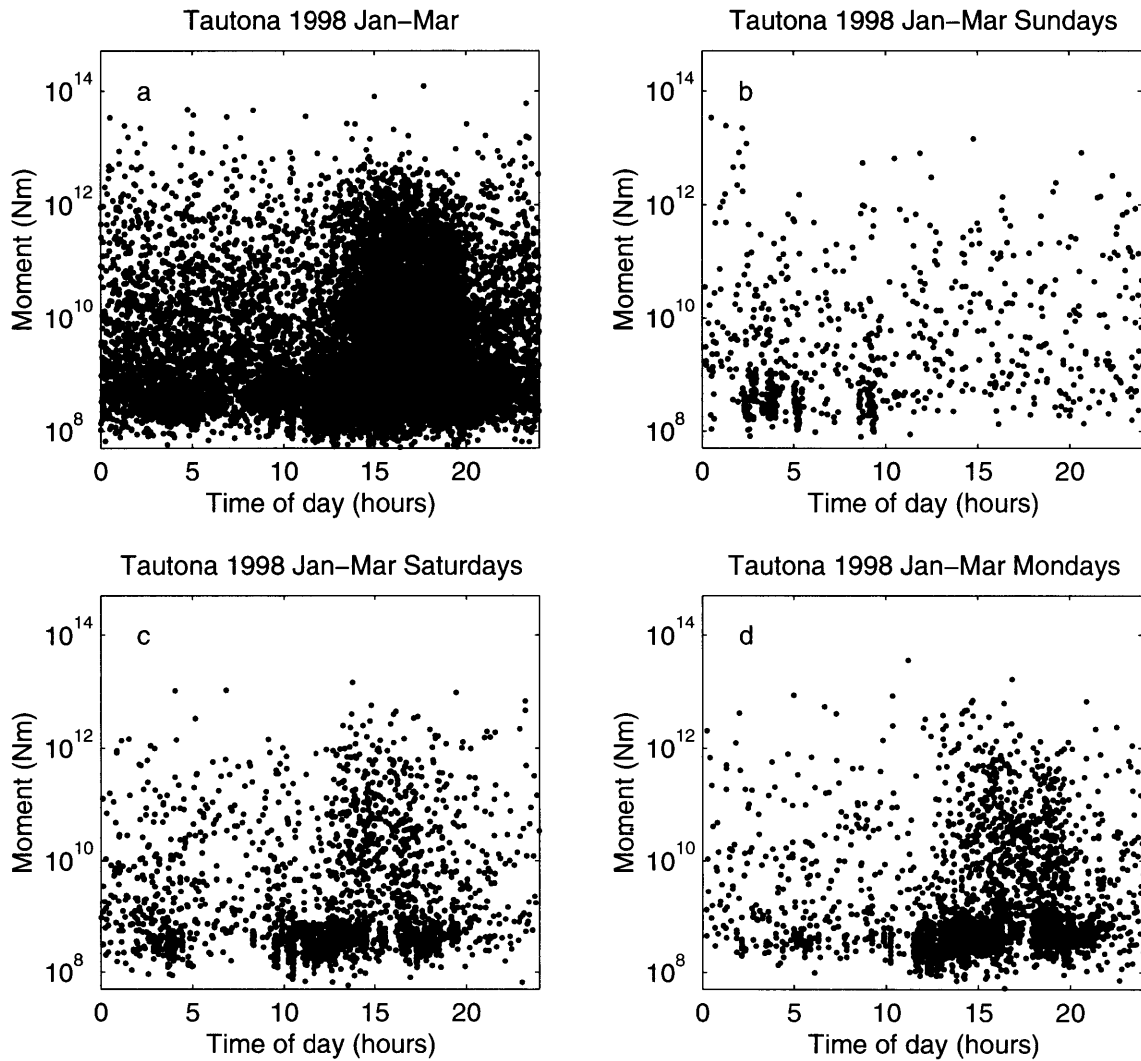 Tautona 1998 Jan–Mar
a
10^14
10^12
10^10
10^8
Moment (Nm)
0 5 10 15 20
Time of day (hours)
Tautona 1998 Jan–Mar Sundays
b
10^14
10^12
10^10
10^8
Moment (Nm)
0 5 10 15 20
Time of day (hours)
Tautona 1998 Jan–Mar Saturdays
c
10^14
10^12
10^10
10^8
Moment (Nm)
0 5 10 15 20
Time of day (hours)
Tautona 1998 Jan–Mar Mondays
d
10^14
10^12
10^10
10^8
Moment (Nm)
0 5 10 15 20
Time of day (hours)